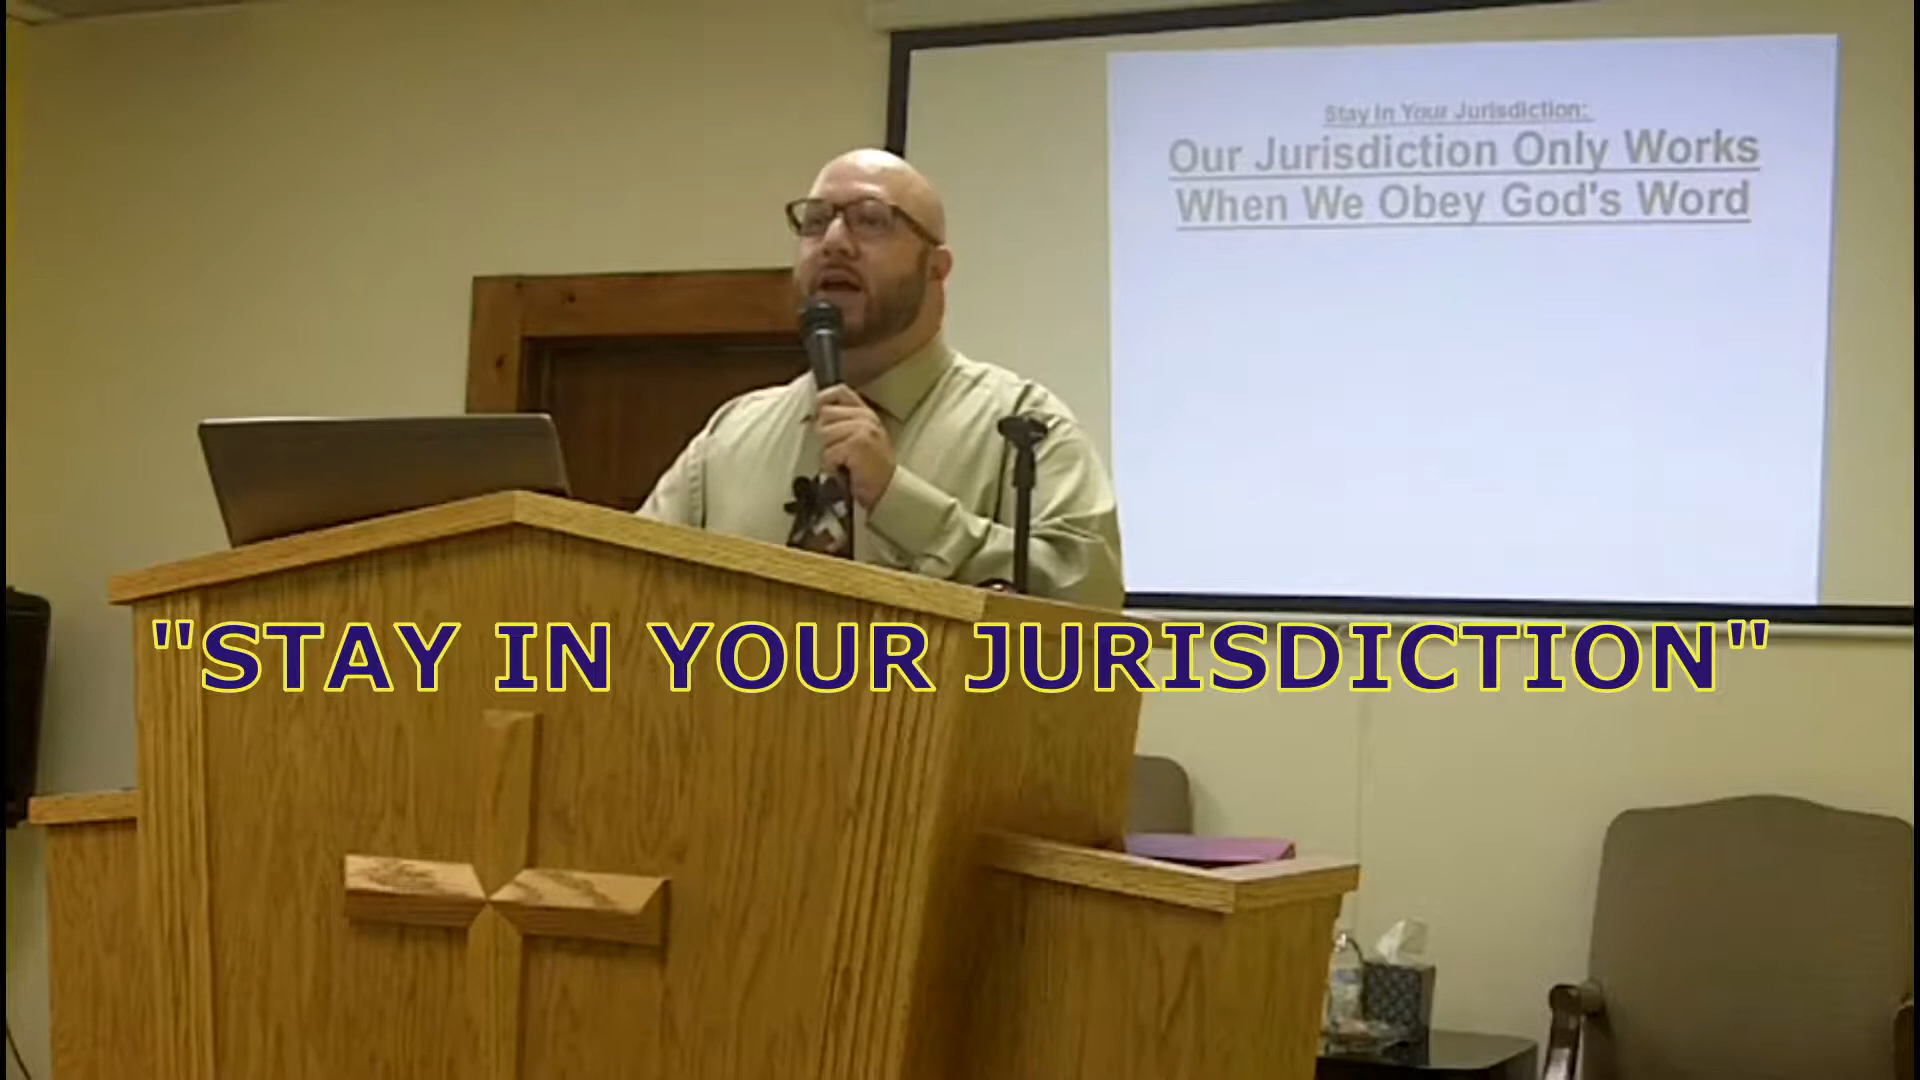 Stay In Your Jurisdiction:
Our Jurisdiction Only Works
When We Obey God's Word
"STAY IN YOUR JURISDICTION"